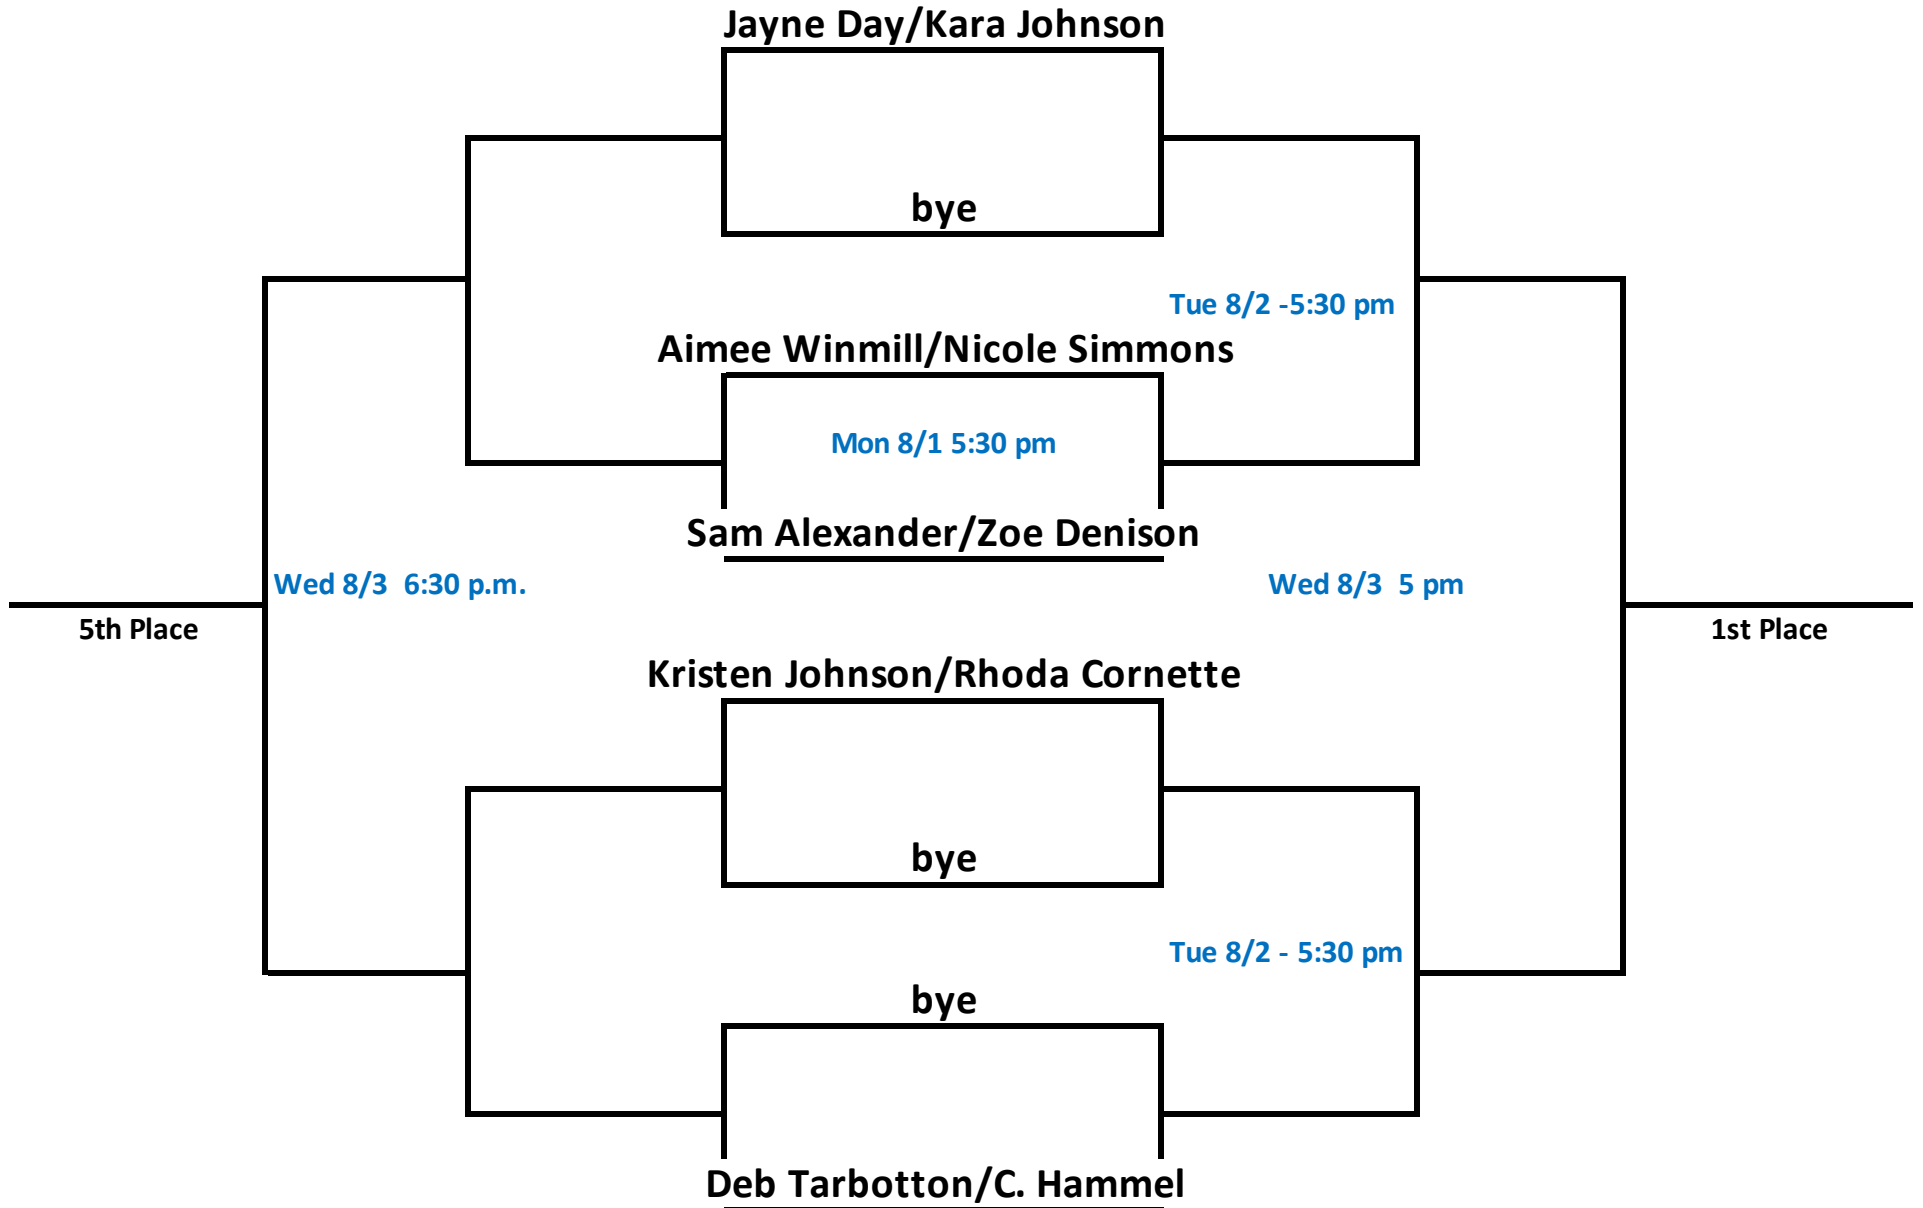 Jayne Day/Kara Johnson
bye
Tue 8/2 -5:30 pm
Aimee Winmill/Nicole Simmons
Mon 8/1 5:30 pm
Sam Alexander/Zoe Denison
Wed 8/3  6:30 p.m.
Wed 8/3  5 pm
5th Place
1st Place
Kristen Johnson/Rhoda Cornette
bye
Tue 8/2 - 5:30 pm
bye
Deb Tarbotton/C. Hammel